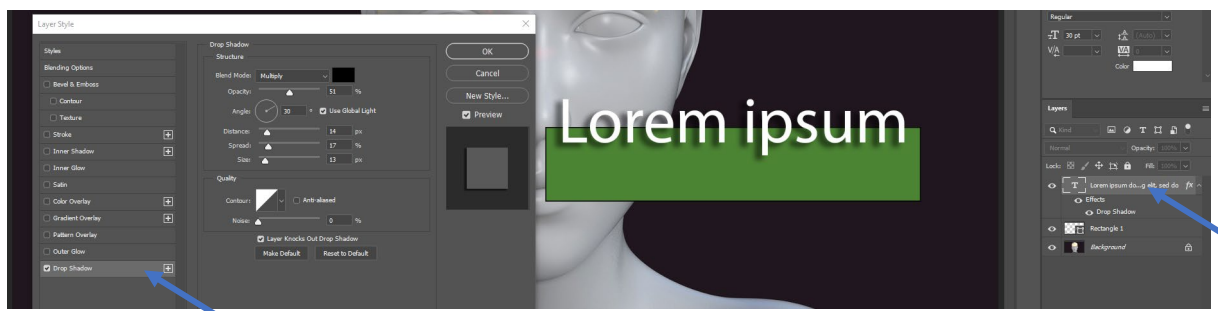 Layer Style
Styles
Blending Options
Bevel & Emboss
Contour
Texture
Stroke
Inner Shadow
Inner Glow
Satin
Color Overlay
Gradient Overlay
Pattern Overlay
Outer Glow
Drop Shadow
Drop Shadow
Structure
Blend Mode: Multiply
Opacity: 51 %
Angle: 30 ° Use Global Light
Distance: 14 px
Spread: 17 %
Size: 13 px
Quality
Contour: Anti-aliased
Noise: 0 %
Layer Knocks Out Drop Shadow
Make Default Reset to Default
OK
Cancel
New Style...
Preview
Lorem ipsum
Regular
30 pt (Auto)
0
Color
Layers
Kind
Normal Opacity: 100%
Lock: Fill: 100%
T Lorem ipsum do...g elit, sed do fx
Effects
Drop Shadow
Rectangle 1
Background